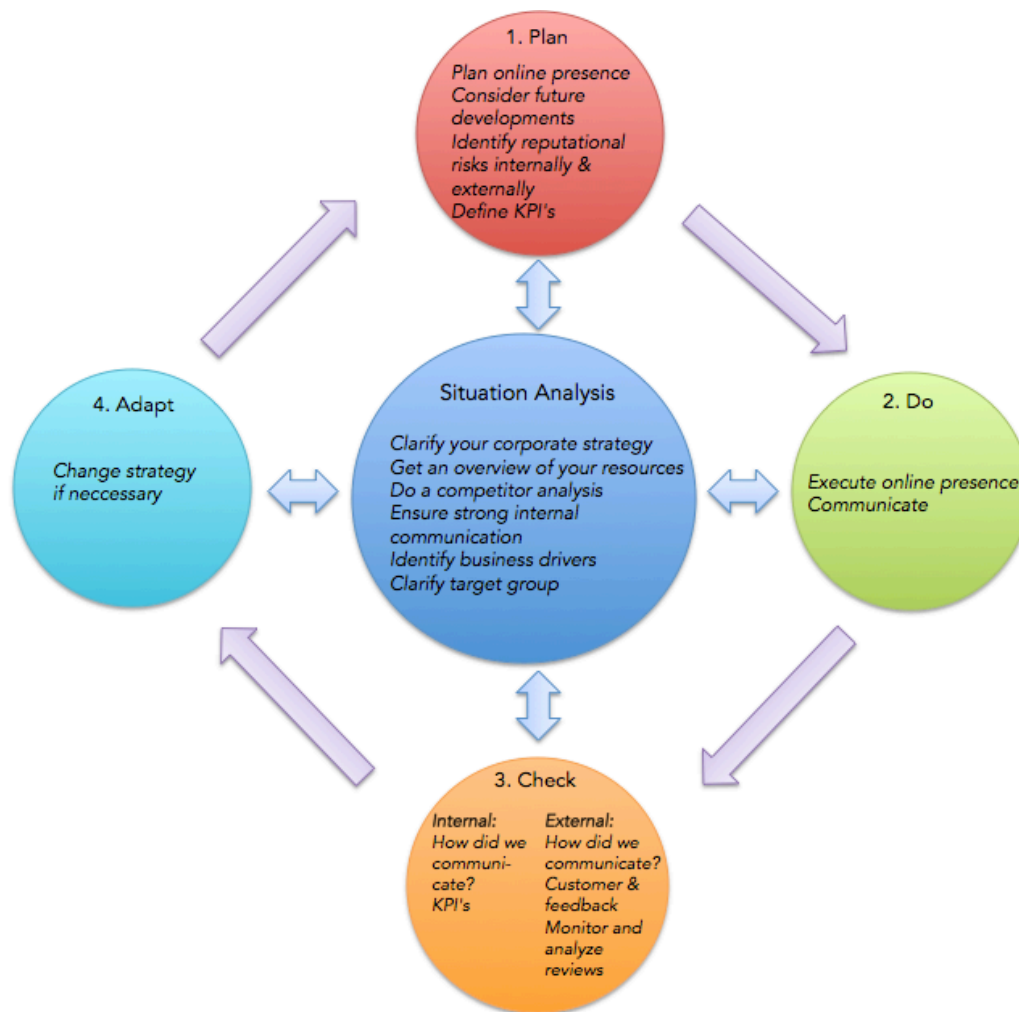 1. Plan
Plan online presence
Consider future
developments
Identify reputational
risks internally &
externally
Define KPI's
Situation Analysis
Clarify your corporate strategy
Get an overview of your resources
Do a competitor analysis
Ensure strong internal
communication
Identify business drivers
Clarify target group
2. Do
Execute online presence
Communicate
3. Check
Internal:
How did we
communi-
cate?
KPI's
External:
How did we
communicate?
Customer &
feedback
Monitor and
analyze
reviews
4. Adapt
Change strategy
if neccessary